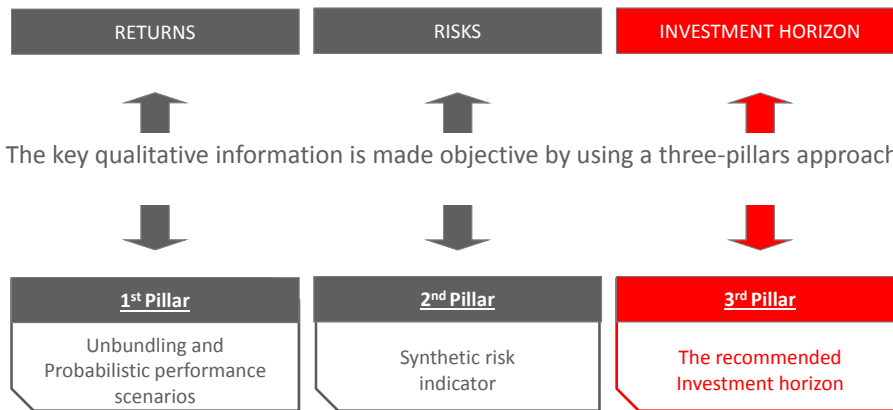 RETURNS
RISKS
INVESTMENT HORIZON
The key qualitative information is made objective by using a three-pillars approach
1st Pillar
2nd Pillar
3rd Pillar
Unbundling and
Probabilistic performance
scenarios
Synthetic risk
indicator
The recommended
Investment horizon